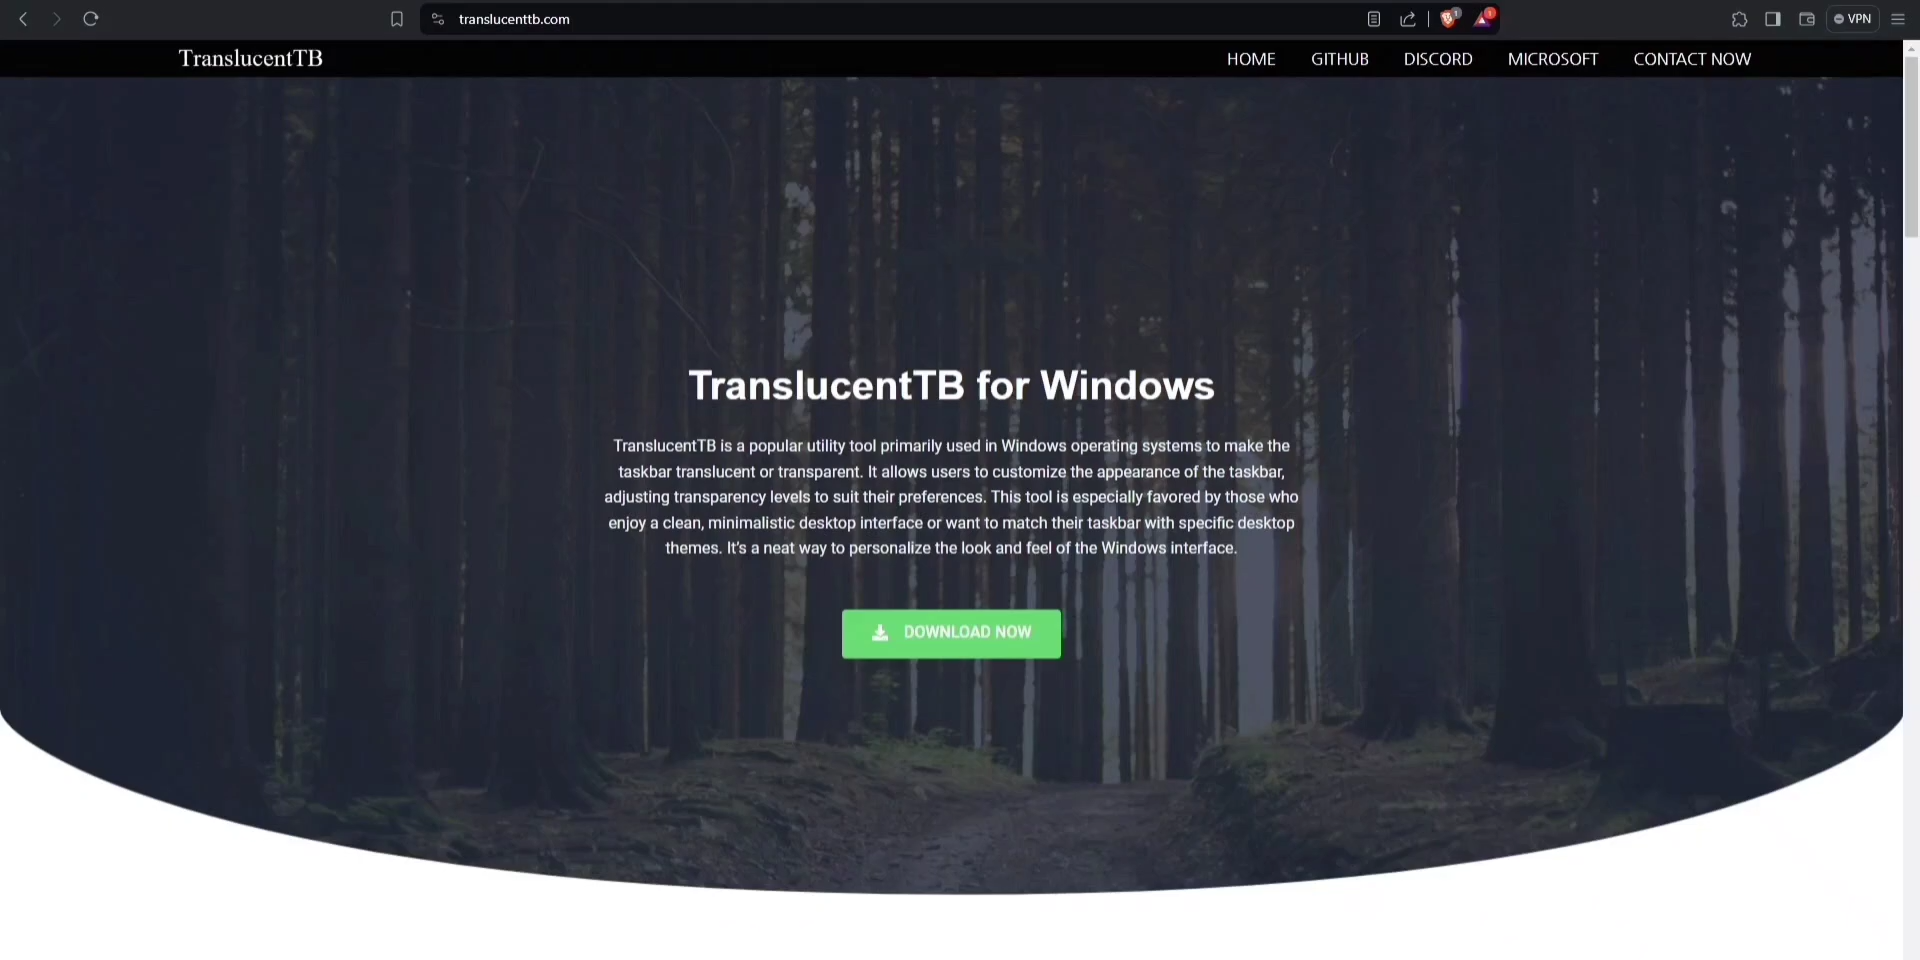 translucenttb.com
1
1
VPN
TranslucentTB
HOME
GITHUB
DISCORD
MICROSOFT
CONTACT NOW
TranslucentTB for Windows
TranslucentTB is a popular utility tool primarily used in Windows operating systems to make the
taskbar translucent or transparent. It allows users to customize the appearance of the taskbar,
adjusting transparency levels to suit their preferences. This tool is especially favored by those who
enjoy a clean, minimalistic desktop interface or want to match their taskbar with specific desktop
themes. It's a neat way to personalize the look and feel of the Windows interface.
DOWNLOAD NOW